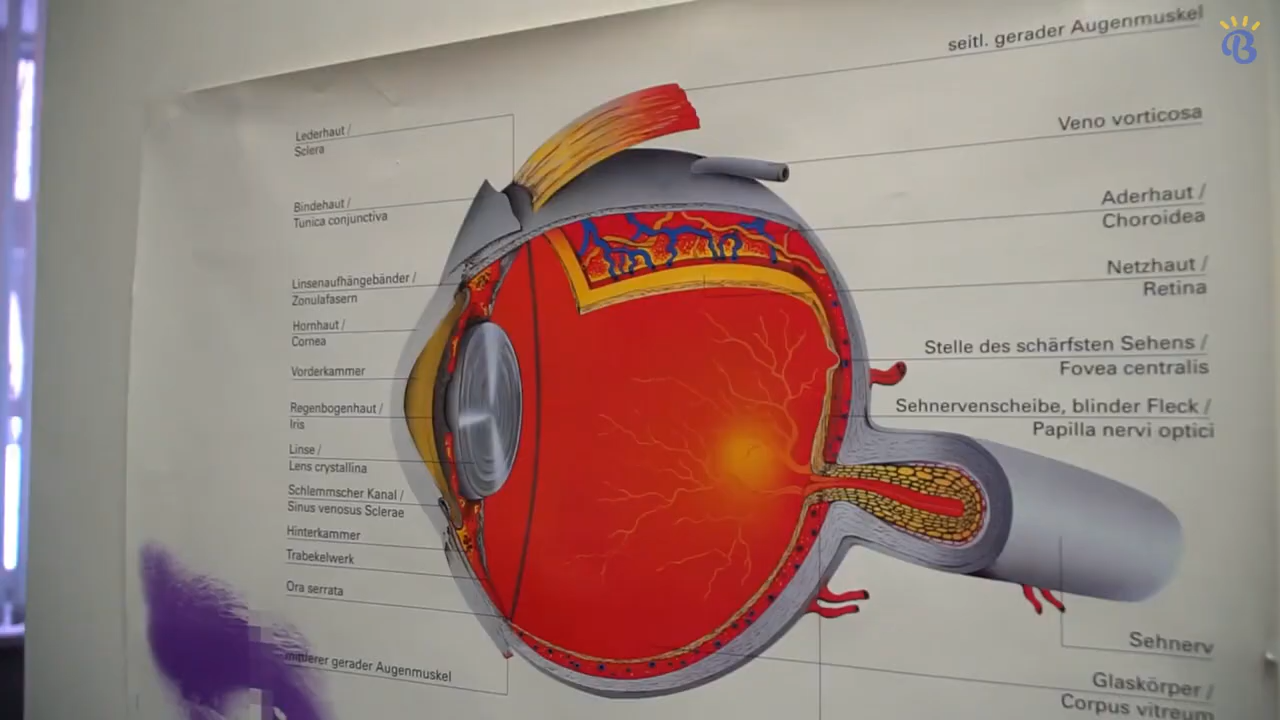 Lederhaut /
Sclera
Bindehaut /
Tunica conjunctiva
Linsenaufhängebänder /
Zonulafasern
Hornhaut /
Cornea
Vorderkammer
Regenbogenhaut /
Iris
Linse /
Lens crystallina
Schlemmscher Kanal /
Sinus venosus Sclerae
Hinterkammer
Trabekelwerk
Ora serrata
mittlerer gerader Augenmuskel
seitl. gerader Augenmuskel
Veno vorticosa
Aderhaut /
Choroidea
Netzhaut /
Retina
Stelle des schärfsten Sehens /
Fovea centralis
Sehnervenscheibe, blinder Fleck /
Papilla nervi optici
Sehnerv
Glaskörper /
Corpus vitreum
B